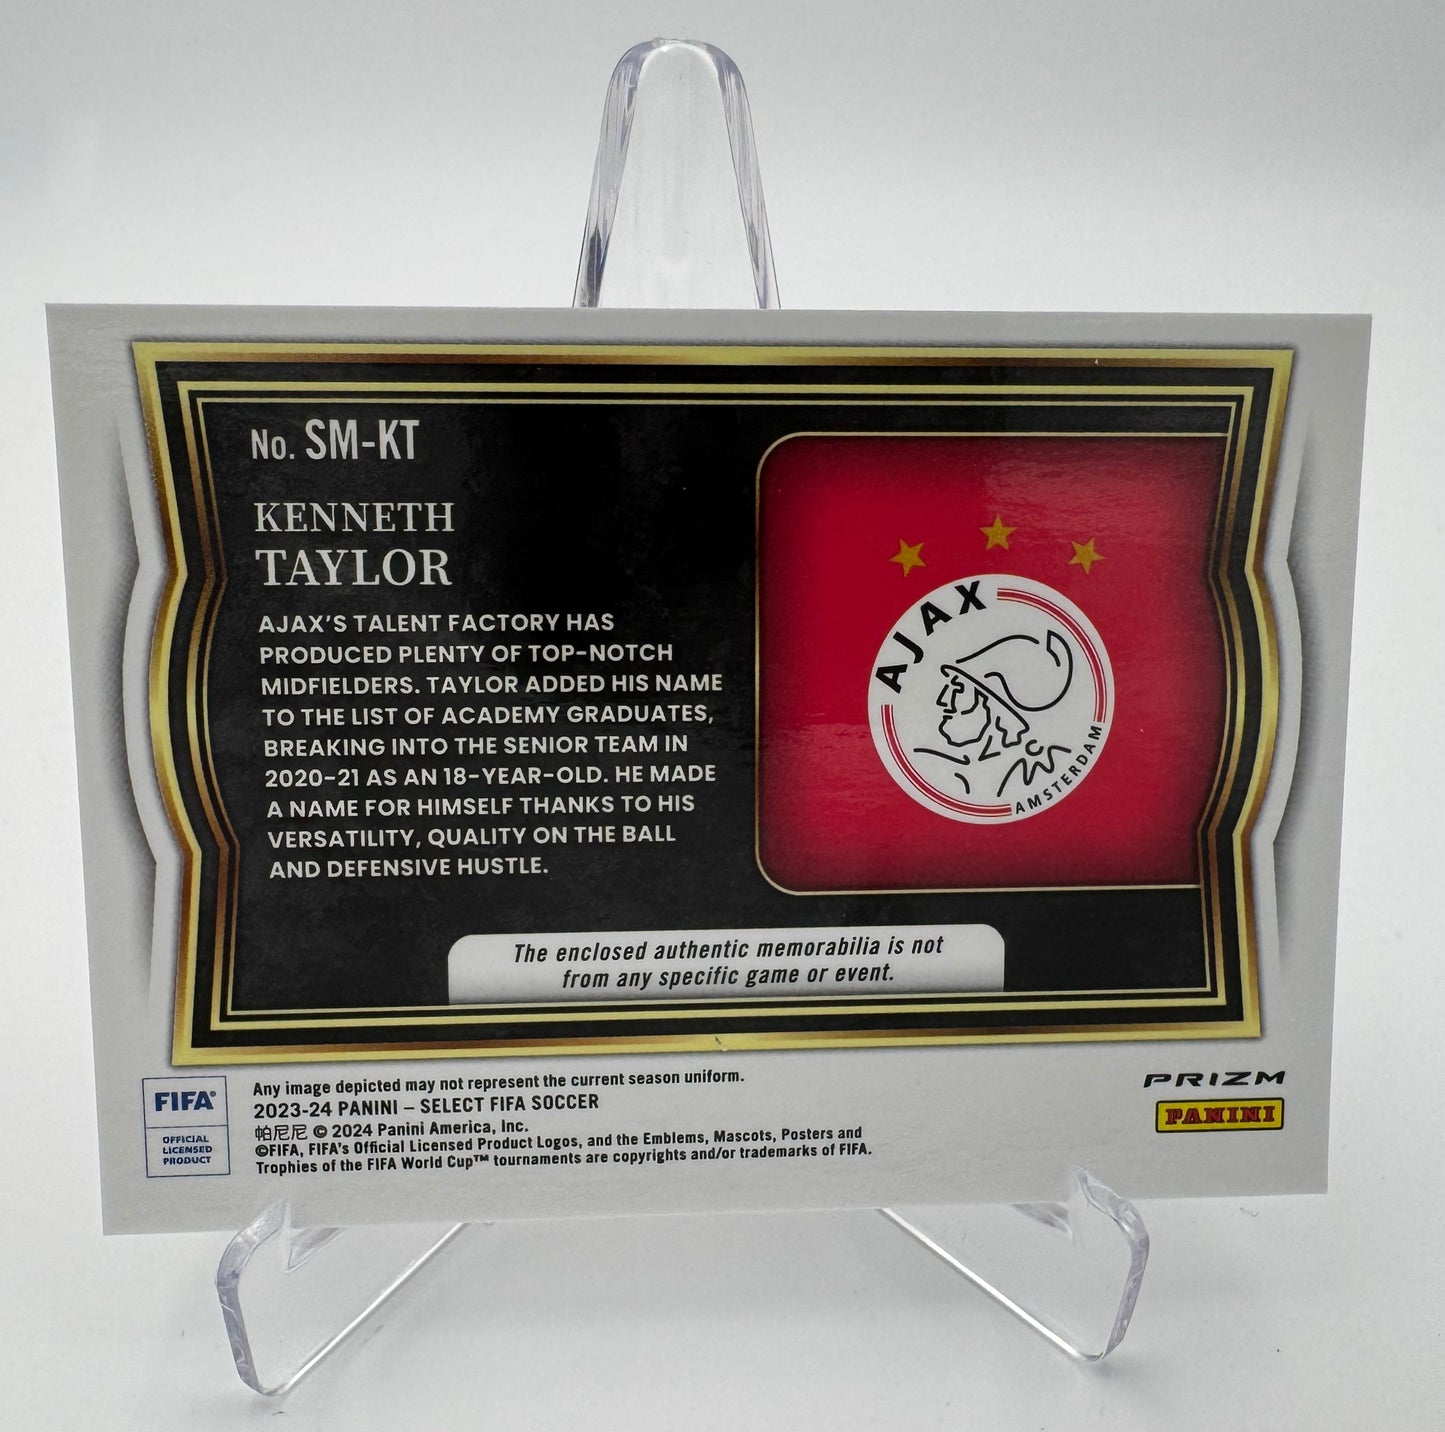 No. SM-KT
KENNETH
TAYLOR
AJAX'S TALENT FACTORY HAS
PRODUCED PLENTY OF TOP-NOTCH
MIDFIELDERS. TAYLOR ADDED HIS NAME
TO THE LIST OF ACADEMY GRADUATES,
BREAKING INTO THE SENIOR TEAM IN
2020-21 AS AN 18-YEAR-OLD. HE MADE
A NAME FOR HIMSELF THANKS TO HIS
VERSATILITY, QUALITY ON THE BALL
AND DEFENSIVE HUSTLE.
AJAX
AMSTERDAM
The enclosed authentic memorabilia is not
from any specific game or event.
FIFA®
OFFICIAL
LICENSED
PRODUCT
Any image depicted may not represent the current season uniform.
2023-24 PANINI – SELECT FIFA SOCCER
帕尼尼 © 2024 Panini America, Inc.
©FIFA, FIFA's Official Licensed Product Logos, and the Emblems, Mascots, Posters and
Trophies of the FIFA World Cup™ tournaments are copyrights and/or trademarks of FIFA.
PRIZM
PANINI